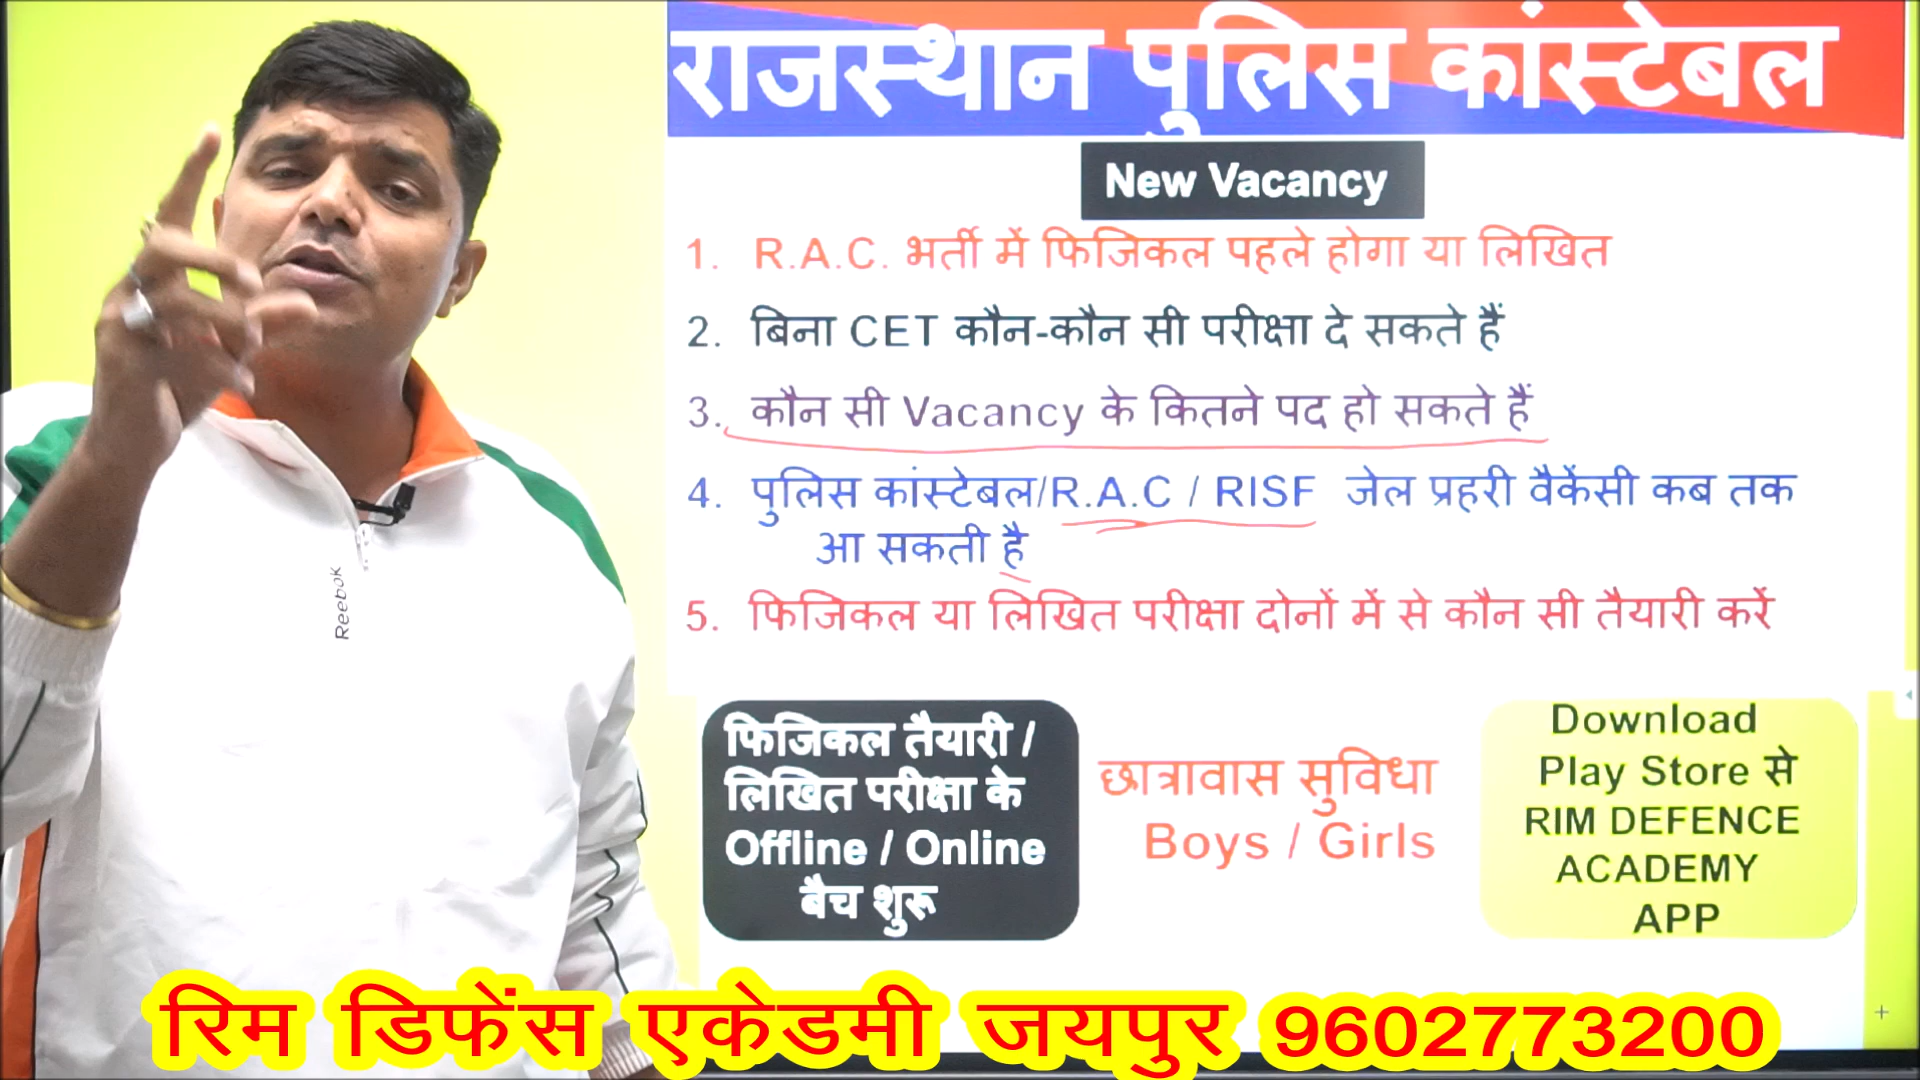 राजस्थान पुलिस कांस्टेबल
New Vacancy
1. R.A.C. भर्ती में फिजिकल पहले होगा या लिखित
2. बिना CET कौन-कौन सी परीक्षा दे सकते हैं
3. कौन सी Vacancy के कितने पद हो सकते हैं
4. पुलिस कांस्टेबल/R.A.C / RISF जेल प्रहरी वैकेंसी कब तक
आ सकती है
5. फिजिकल या लिखित परीक्षा दोनों में से कौन सी तैयारी करें
फिजिकल तैयारी /
लिखित परीक्षा के
Offline / Online
बैच शुरू
छात्रावास सुविधा
Boys / Girls
Download
Play Store से
RIM DEFENCE
ACADEMY
APP
Reebok
रिम डिफेंस एकेडमी जयपुर 9602773200